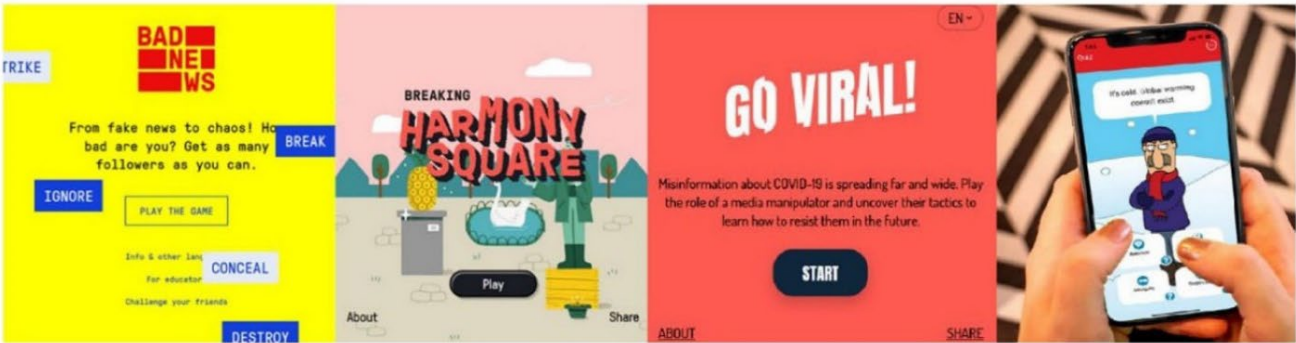 TRIKE
BAD
NE
WS
From fake news to chaos! Ho
bad are you? Get as many
followers as you can.
BREAK
IGNORE
PLAY THE GAME
Info & other lang
CONCEAL
For educator
Challenge your friends
DESTROY
BREAKING
HARMONY
SQUARE
Play
About
Share
EN
GO VIRAL!
Misinformation about COVID-19 is spreading far and wide. Play
the role of a media manipulator and uncover their tactics to
learn how to resist them in the future.
START
ABOUT
SHARE
It's cold. Global warming
doesn't exist.